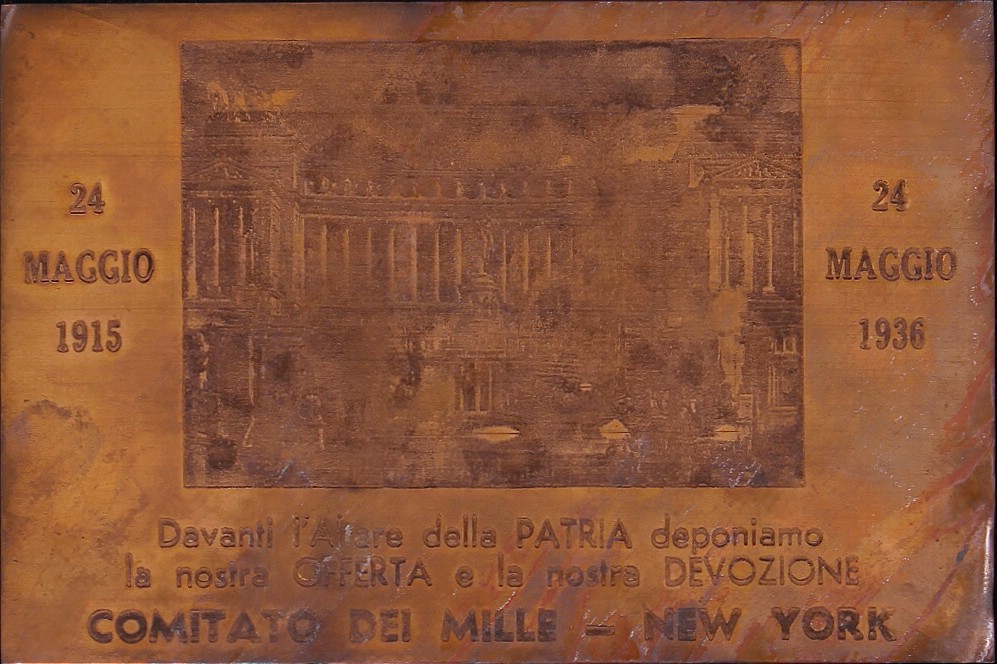 24
MAGGIO
1915
24
MAGGIO
1936
Davanti l'Altare della PATRIA deponiamo
la nostra OFFERTA e la nostra DEVOZIONE
COMITATO DEI MILLE - NEW YORK